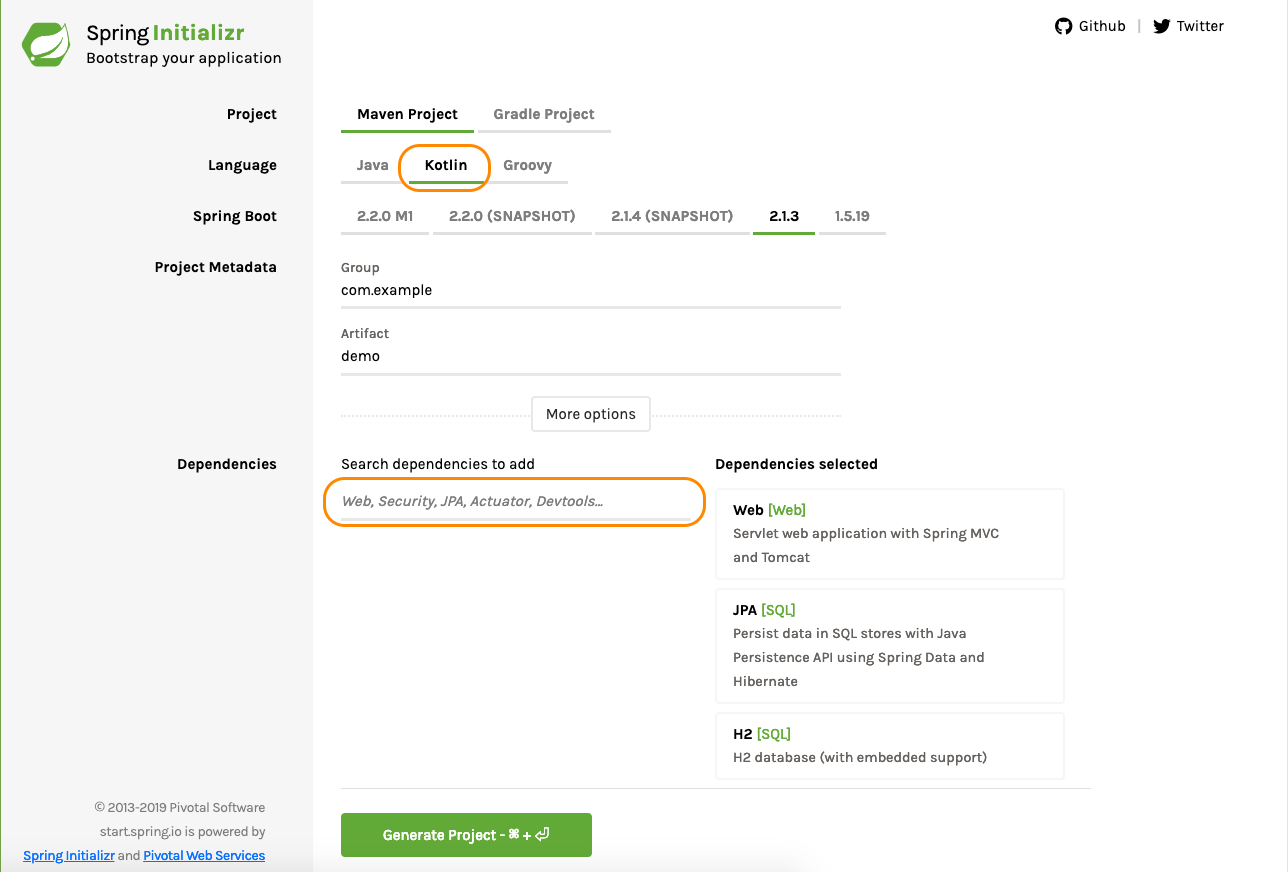 Spring Initializr
Bootstrap your application
Github | Twitter
Project
Maven Project Gradle Project
Language
Java Kotlin Groovy
Spring Boot
2.2.0 M1 2.2.0 (SNAPSHOT) 2.1.4 (SNAPSHOT) 2.1.3 1.5.19
Project Metadata
Group
com.example
Artifact
demo
More options
Dependencies
Search dependencies to add
Web, Security, JPA, Actuator, Devtools...
Dependencies selected
Web [Web]
Servlet web application with Spring MVC
and Tomcat
JPA [SQL]
Persist data in SQL stores with Java
Persistence API using Spring Data and
Hibernate
H2 [SQL]
H2 database (with embedded support)
Generate Project - ⌘ + ⏎
© 2013-2019 Pivotal Software
start.spring.io is powered by
Spring Initializr and Pivotal Web Services